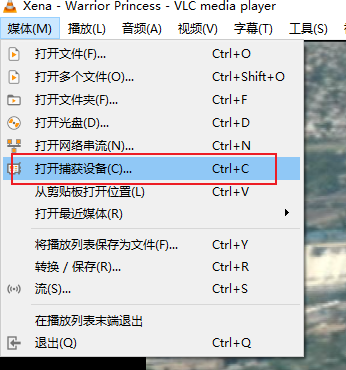 Xena - Warrior Princess - VLC media player
媒体(M) 播放(L) 音频(A) 视频(V) 字幕(T) 工具(S)
打开文件(F)... Ctrl+O
打开多个文件(O)... Ctrl+Shift+O
打开文件夹(F)... Ctrl+F
打开光盘(D)... Ctrl+D
打开网络串流(N)... Ctrl+N
打开捕获设备(C)... Ctrl+C
从剪贴板打开位置(L) Ctrl+V
打开最近媒体(R)
将播放列表保存为文件(F)... Ctrl+Y
转换 / 保存(R)... Ctrl+R
流(S)... Ctrl+S
在播放列表末端退出
退出(Q) Ctrl+Q